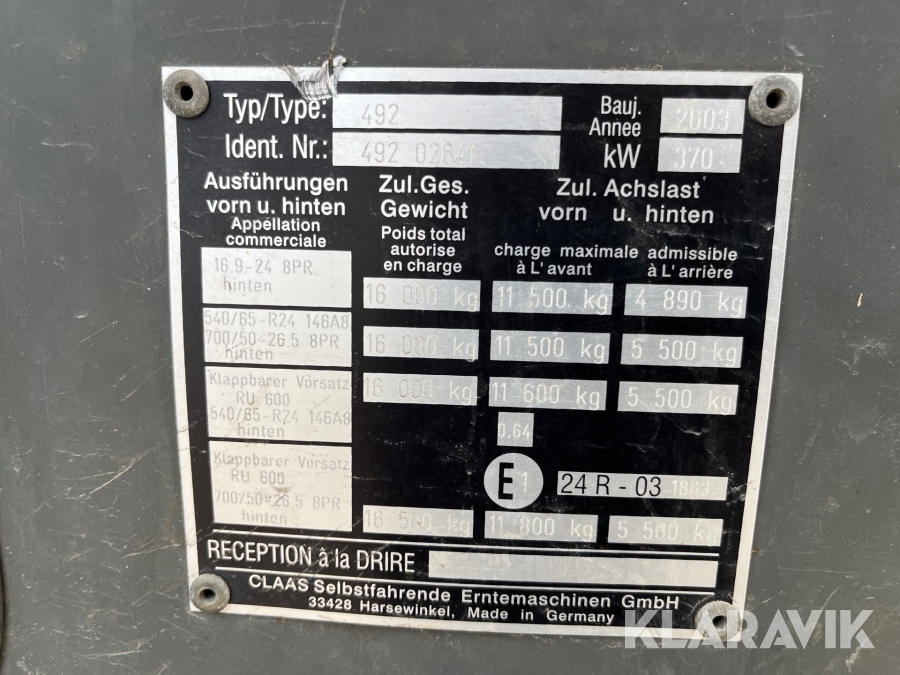 Typ/Type: 492 Bauj. Annee 2003
Ident. Nr.: 492 02641 kW 370
Ausführungen vorn u. hinten
Appellation commerciale
Zul.Ges. Gewicht
Poids total autorise en charge
Zul. Achslast vorn u. hinten
charge maximale admissible
à L' avant à L' arrière
16.9-24 8PR
hinten
16 000 kg 11 500 kg 4 890 kg
540/65-R24 146A8
700/50-26.5 8PR
hinten
16 000 kg 11 500 kg 5 500 kg
Klappbarer Vorsatz
RU 600
540/65-R24 146A8
hinten
16 000 kg 11 600 kg 5 500 kg
0.64
E1 24 R - 03
Klappbarer Vorsatz
RU 600
700/50-26.5 8PR
hinten
11 800 kg
RECEPTION à la DRIRE
CLAAS Selbstfahrende Erntemaschinen GmbH
33428 Harsewinkel, Made in Germany
KLARAVIK